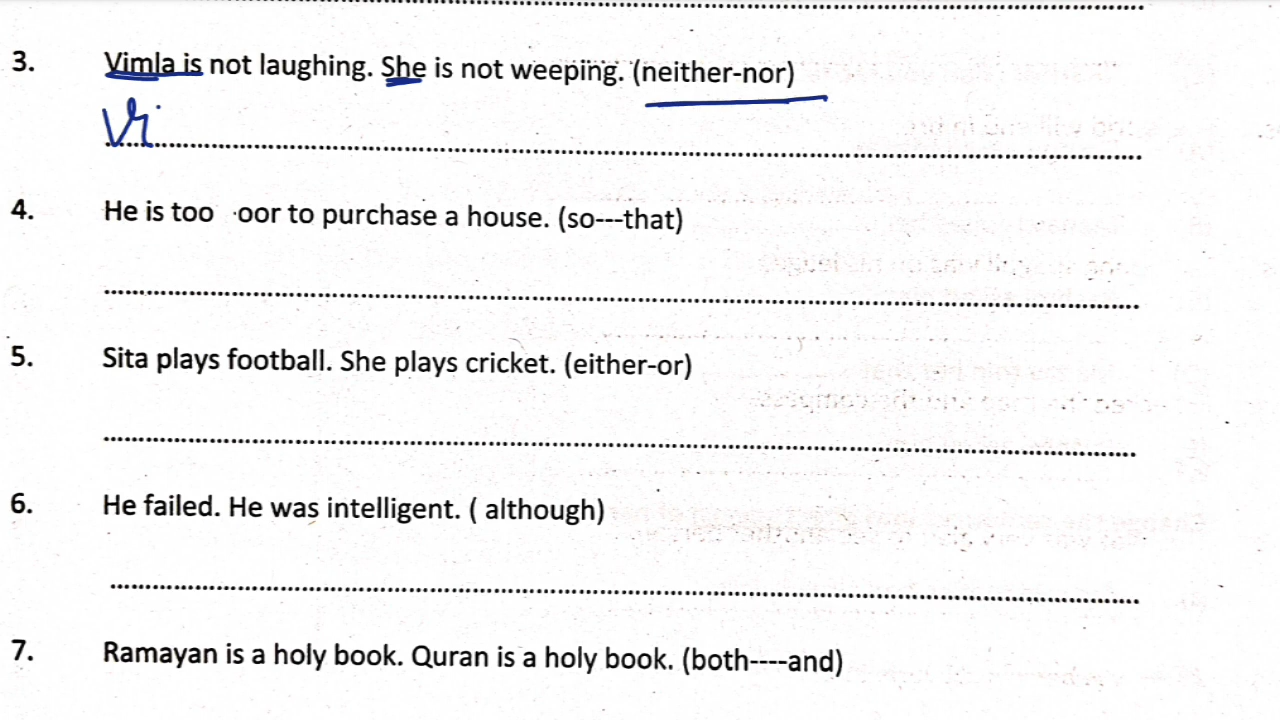 3. Vimla is not laughing. She is not weeping. (neither-nor)
Vi
4. He is too oor to purchase a house. (so---that)
5. Sita plays football. She plays cricket. (either-or)
6. He failed. He was intelligent. ( although)
7. Ramayan is a holy book. Quran is a holy book. (both----and)